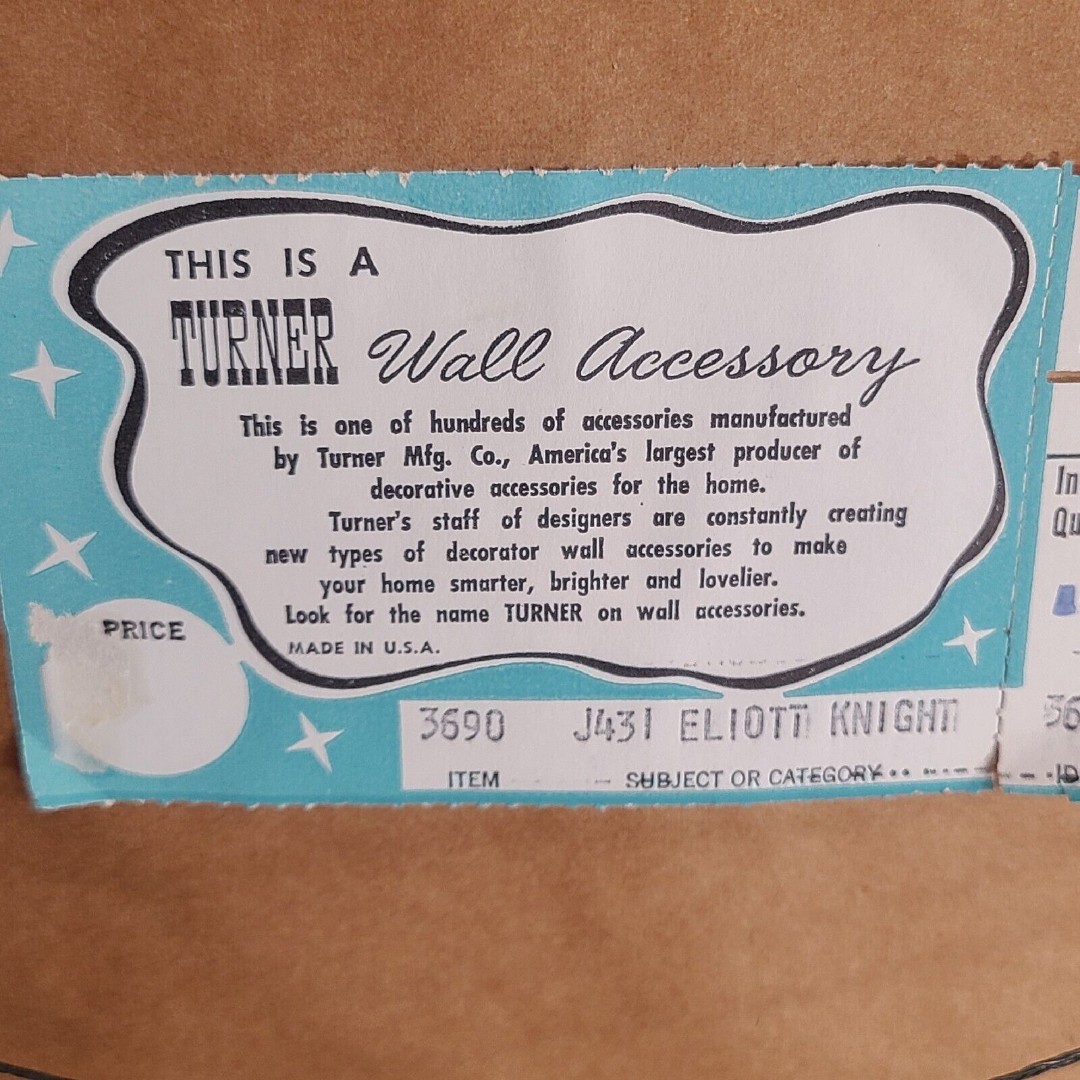 THIS IS A
TURNER Wall Accessory
This is one of hundreds of accessories manufactured
by Turner Mfg. Co., America's largest producer of
decorative accessories for the home.
Turner's staff of designers are constantly creating
new types of decorator wall accessories to make
your home smarter, brighter and lovelier.
Look for the name TURNER on wall accessories.
MADE IN U.S.A.
PRICE
3690 J431 ELIOTT KNIGHT
ITEM SUBJECT OR CATEGORY
In
Qu
36